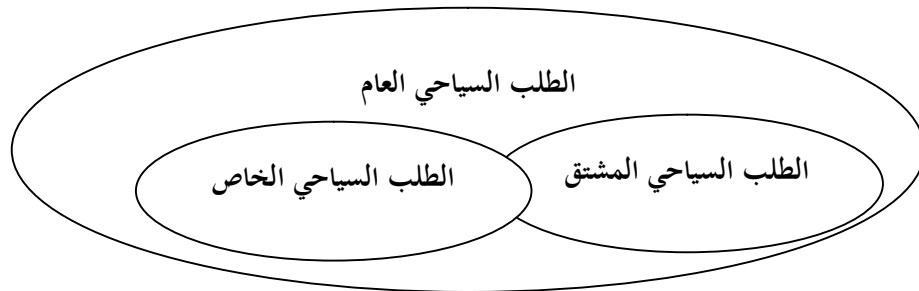 الطلب السياحي العام
الطلب السياحي المشتق
الطلب السياحي الخاص